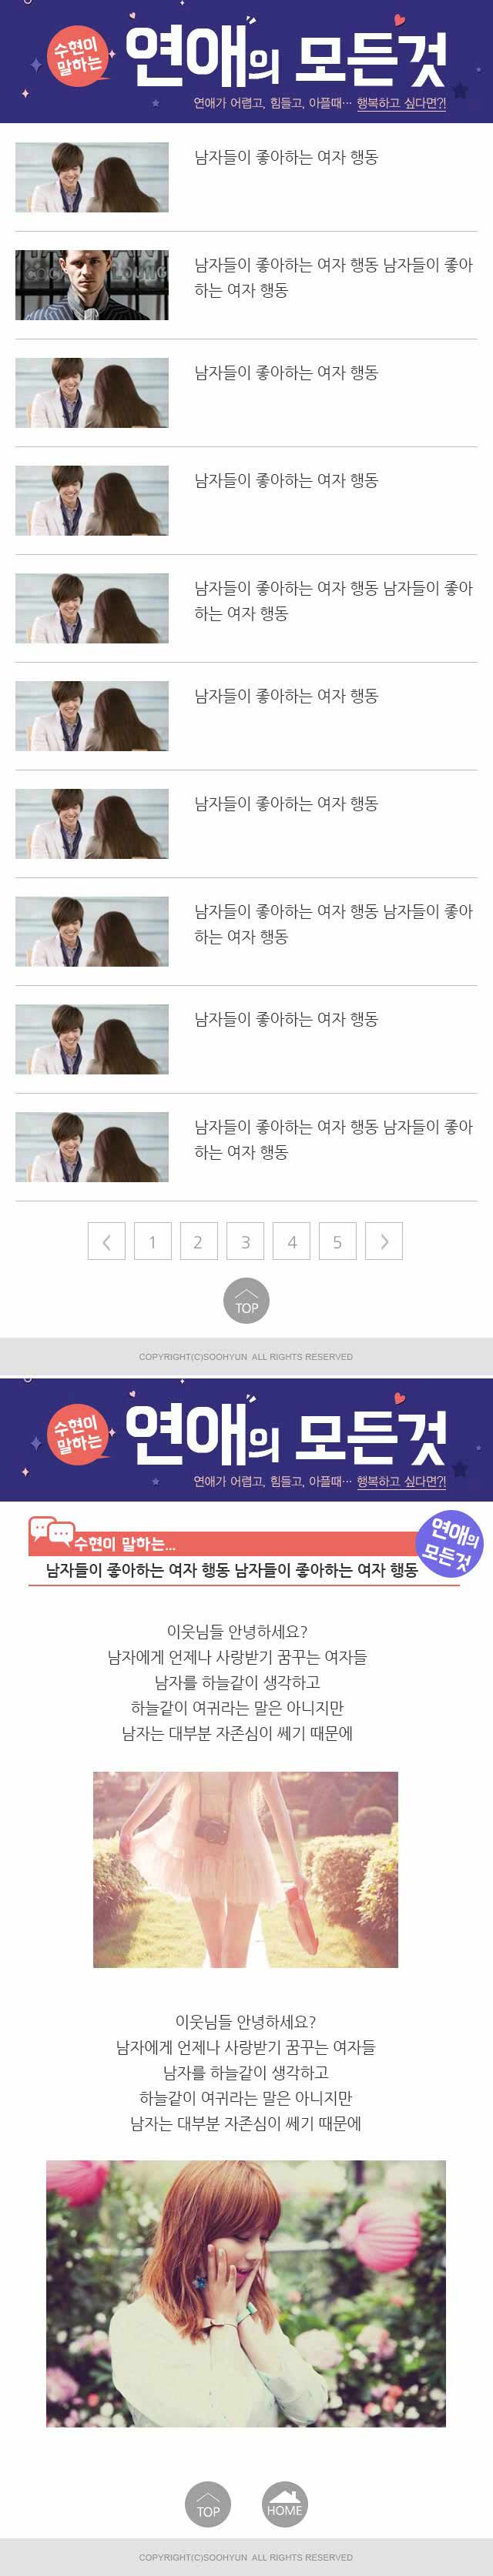 수현이
말하는
연애의 모든것
연애가 어렵고, 힘들고, 아플때... 행복하고 싶다면?!
남자들이 좋아하는 여자 행동
남자들이 좋아하는 여자 행동 남자들이 좋아
하는 여자 행동
남자들이 좋아하는 여자 행동
남자들이 좋아하는 여자 행동
남자들이 좋아하는 여자 행동 남자들이 좋아
하는 여자 행동
남자들이 좋아하는 여자 행동
남자들이 좋아하는 여자 행동
남자들이 좋아하는 여자 행동 남자들이 좋아
하는 여자 행동
남자들이 좋아하는 여자 행동
남자들이 좋아하는 여자 행동 남자들이 좋아
하는 여자 행동
< 1 2 3 4 5 >
TOP
COPYRIGHT(C)SOOHYUN ALL RIGHTS RESERVED
수현이
말하는
연애의 모든것
연애가 어렵고, 힘들고, 아플때... 행복하고 싶다면?!
수현이 말하는...
연애의
모든것
남자들이 좋아하는 여자 행동 남자들이 좋아하는 여자 행동
이웃님들 안녕하세요?
남자에게 언제나 사랑받기 꿈꾸는 여자들
남자를 하늘같이 생각하고
하늘같이 여귀라는 말은 아니지만
남자는 대부분 자존심이 쎄기 때문에
이웃님들 안녕하세요?
남자에게 언제나 사랑받기 꿈꾸는 여자들
남자를 하늘같이 생각하고
하늘같이 여귀라는 말은 아니지만
남자는 대부분 자존심이 쎄기 때문에
TOP HOME
COPYRIGHT(C)SOOHYUN ALL RIGHTS RESERVED